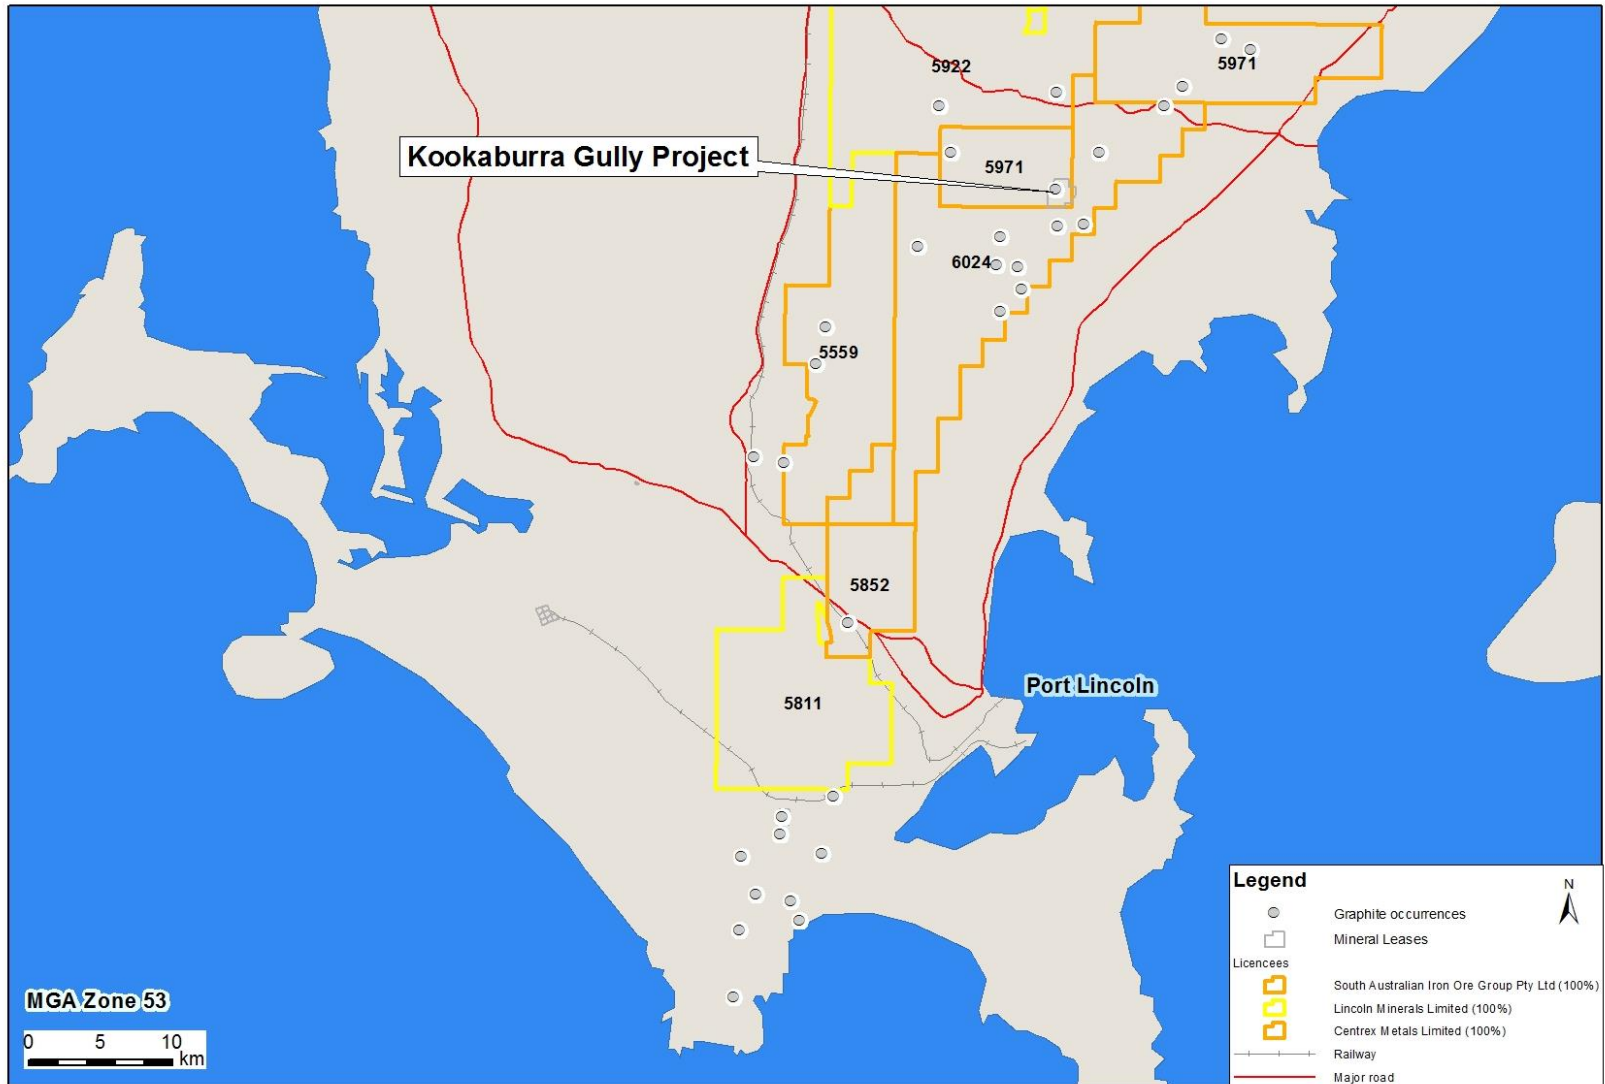 5922
5971
Kookaburra Gully Project
5971
6024
5559
5852
Port Lincoln
5811
MGA Zone 53
0 5 10
km
Legend
N
Graphite occurrences
Mineral Leases
Licencees
South Australian Iron Ore Group Pty Ltd (100%)
Lincoln Minerals Limited (100%)
Centrex Metals Limited (100%)
Railway
Major road